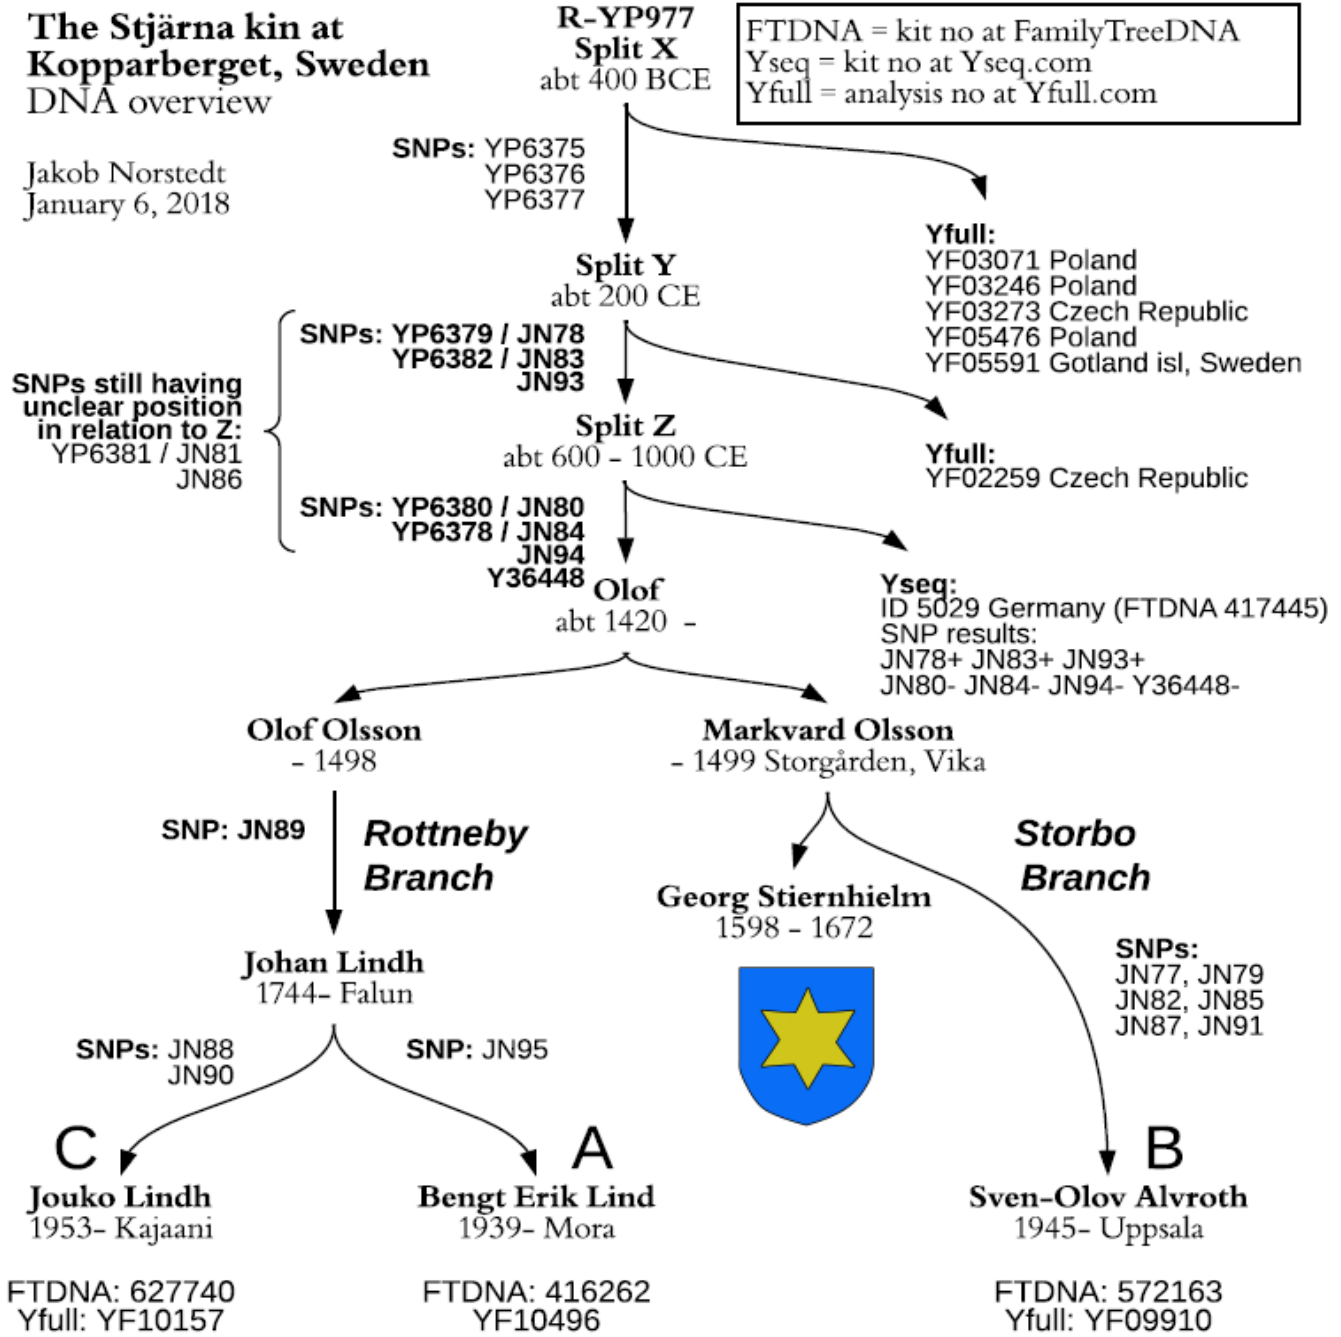 The Stjärna kin at
Kopparberget, Sweden
DNA overview
Jakob Norstedt
January 6, 2018
R-YP977
Split X
abt 400 BCE
FTDNA = kit no at FamilyTreeDNA
Yseq = kit no at Yseq.com
Yfull = analysis no at Yfull.com
SNPs: YP6375
YP6376
YP6377
Yfull:
YF03071 Poland
YF03246 Poland
YF03273 Czech Republic
YF05476 Poland
YF05591 Gotland isl, Sweden
Split Y
abt 200 CE
SNPs: YP6379 / JN78
YP6382 / JN83
JN93
SNPs still having
unclear position
in relation to Z:
YP6381 / JN81
JN86
Split Z
abt 600 – 1000 CE
Yfull:
YF02259 Czech Republic
SNPs: YP6380 / JN80
YP6378 / JN84
JN94
Y36448
Olof
abt 1420 –
Yseq:
ID 5029 Germany (FTDNA 417445)
SNP results:
JN78+ JN83+ JN93+
JN80- JN84- JN94- Y36448-
Olof Olsson
– 1498
Markvard Olsson
– 1499 Storgården, Vika
SNP: JN89
Rottneby
Branch
Storbo
Branch
Georg Stiernhielm
1598 – 1672
SNPs:
JN77, JN79
JN82, JN85
JN87, JN91
Johan Lindh
1744– Falun
SNPs: JN88
JN90
SNP: JN95
C
Jouko Lindh
1953– Kajaani
FTDNA: 627740
Yfull: YF10157
A
Bengt Erik Lind
1939– Mora
FTDNA: 416262
YF10496
B
Sven-Olov Alvroth
1945– Uppsala
FTDNA: 572163
Yfull: YF09910